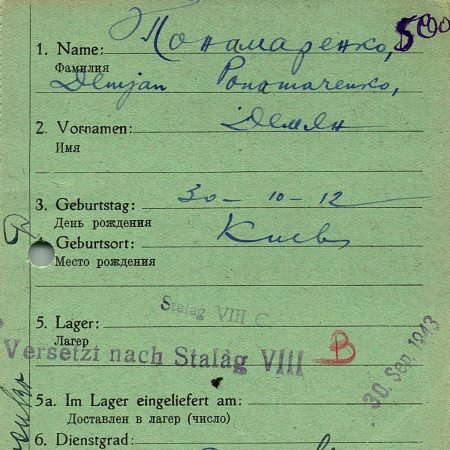 1. Name: Пономаренко, 500
Фамилия
Demjan Ponomarenko,
2. Vornamen: Демян
Имя
3. Geburtstag: 30 - 10 - 12
День рождения
Geburtsort: Киев
Место рождения
Stalag VIII C.
5. Lager:
Лагер
Versetzt nach Stalag VIII B
30. Sep. 1943
5a. Im Lager eingeliefert am:
Доставлен в лагер (число)
6. Dienstgrad: